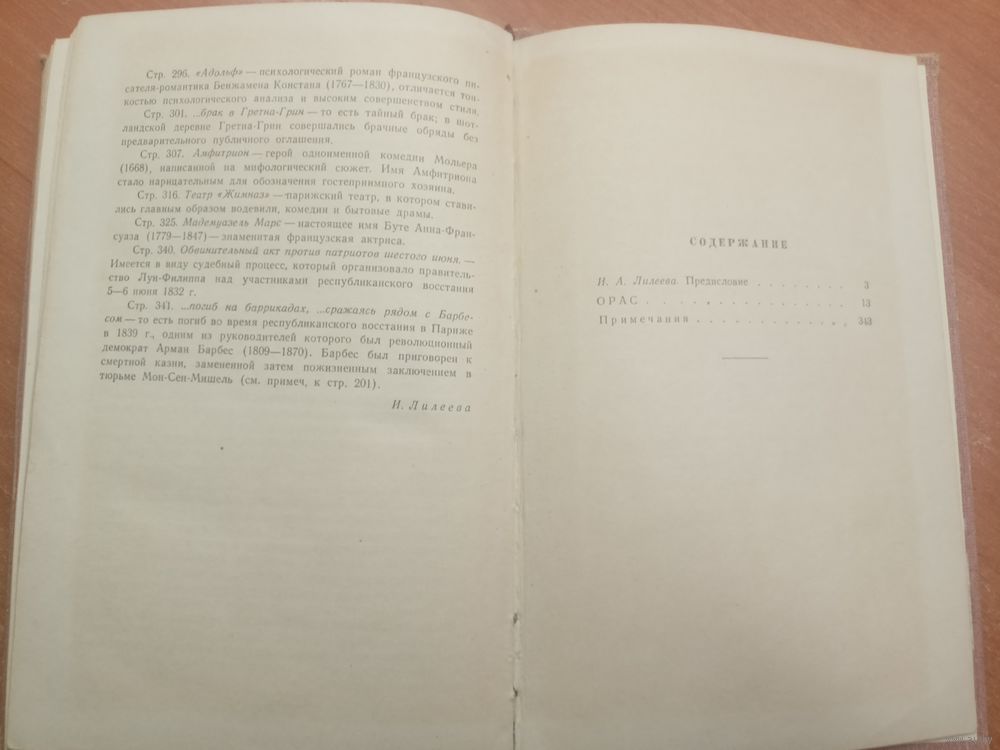 Стр. 296. «Адольф» — психологический роман французского пи-
сателя-романтика Бенжамена Констана (1767—1830), отличается тон-
костью психологического анализа и высоким совершенством стиля.
Стр. 301. ...брак в Гретна-Грин — то есть тайный брак; в шот-
ландской деревне Гретна-Грин совершались брачные обряды без
предварительного публичного оглашения.
Стр. 307. Амфитрион — герой одноименной комедии Мольера
(1668), написанной на мифологический сюжет. Имя Амфитриона
стало нарицательным для обозначения гостеприимного хозяина.
Стр. 316. Театр «Жимназ» — парижский театр, в котором стави-
лись главным образом водевили, комедии и бытовые драмы.
Стр. 325. Мадемуазель Марс — настоящее имя Буте Анна-Фран-
суаза (1779—1847) — знаменитая французская актриса.
Стр. 340. Обвинительный акт против патриотов шестого июня. —
Имеется в виду судебный процесс, который организовало правитель-
ство Луи-Филиппа над участниками республиканского восстания
5—6 июня 1832 г.
Стр. 341. ...погиб на баррикадах, ...сражаясь рядом с Барбе-
сом — то есть погиб во время республиканского восстания в Париже
в 1839 г., одним из руководителей которого был революционный
демократ Арман Барбес (1809—1870). Барбес был приговорен к
смертной казни, замененной затем пожизненным заключением в
тюрьме Мон-Сен-Мишель (см. примеч, к стр. 201).
И. Лилеева
СОДЕРЖАНИЕ
И. А. Лилеева. Предисловие . . . . . . . . 3
ОРАС . . . . . . . . . . . . . 13
Примечания . . . . . . . . . . . . 343